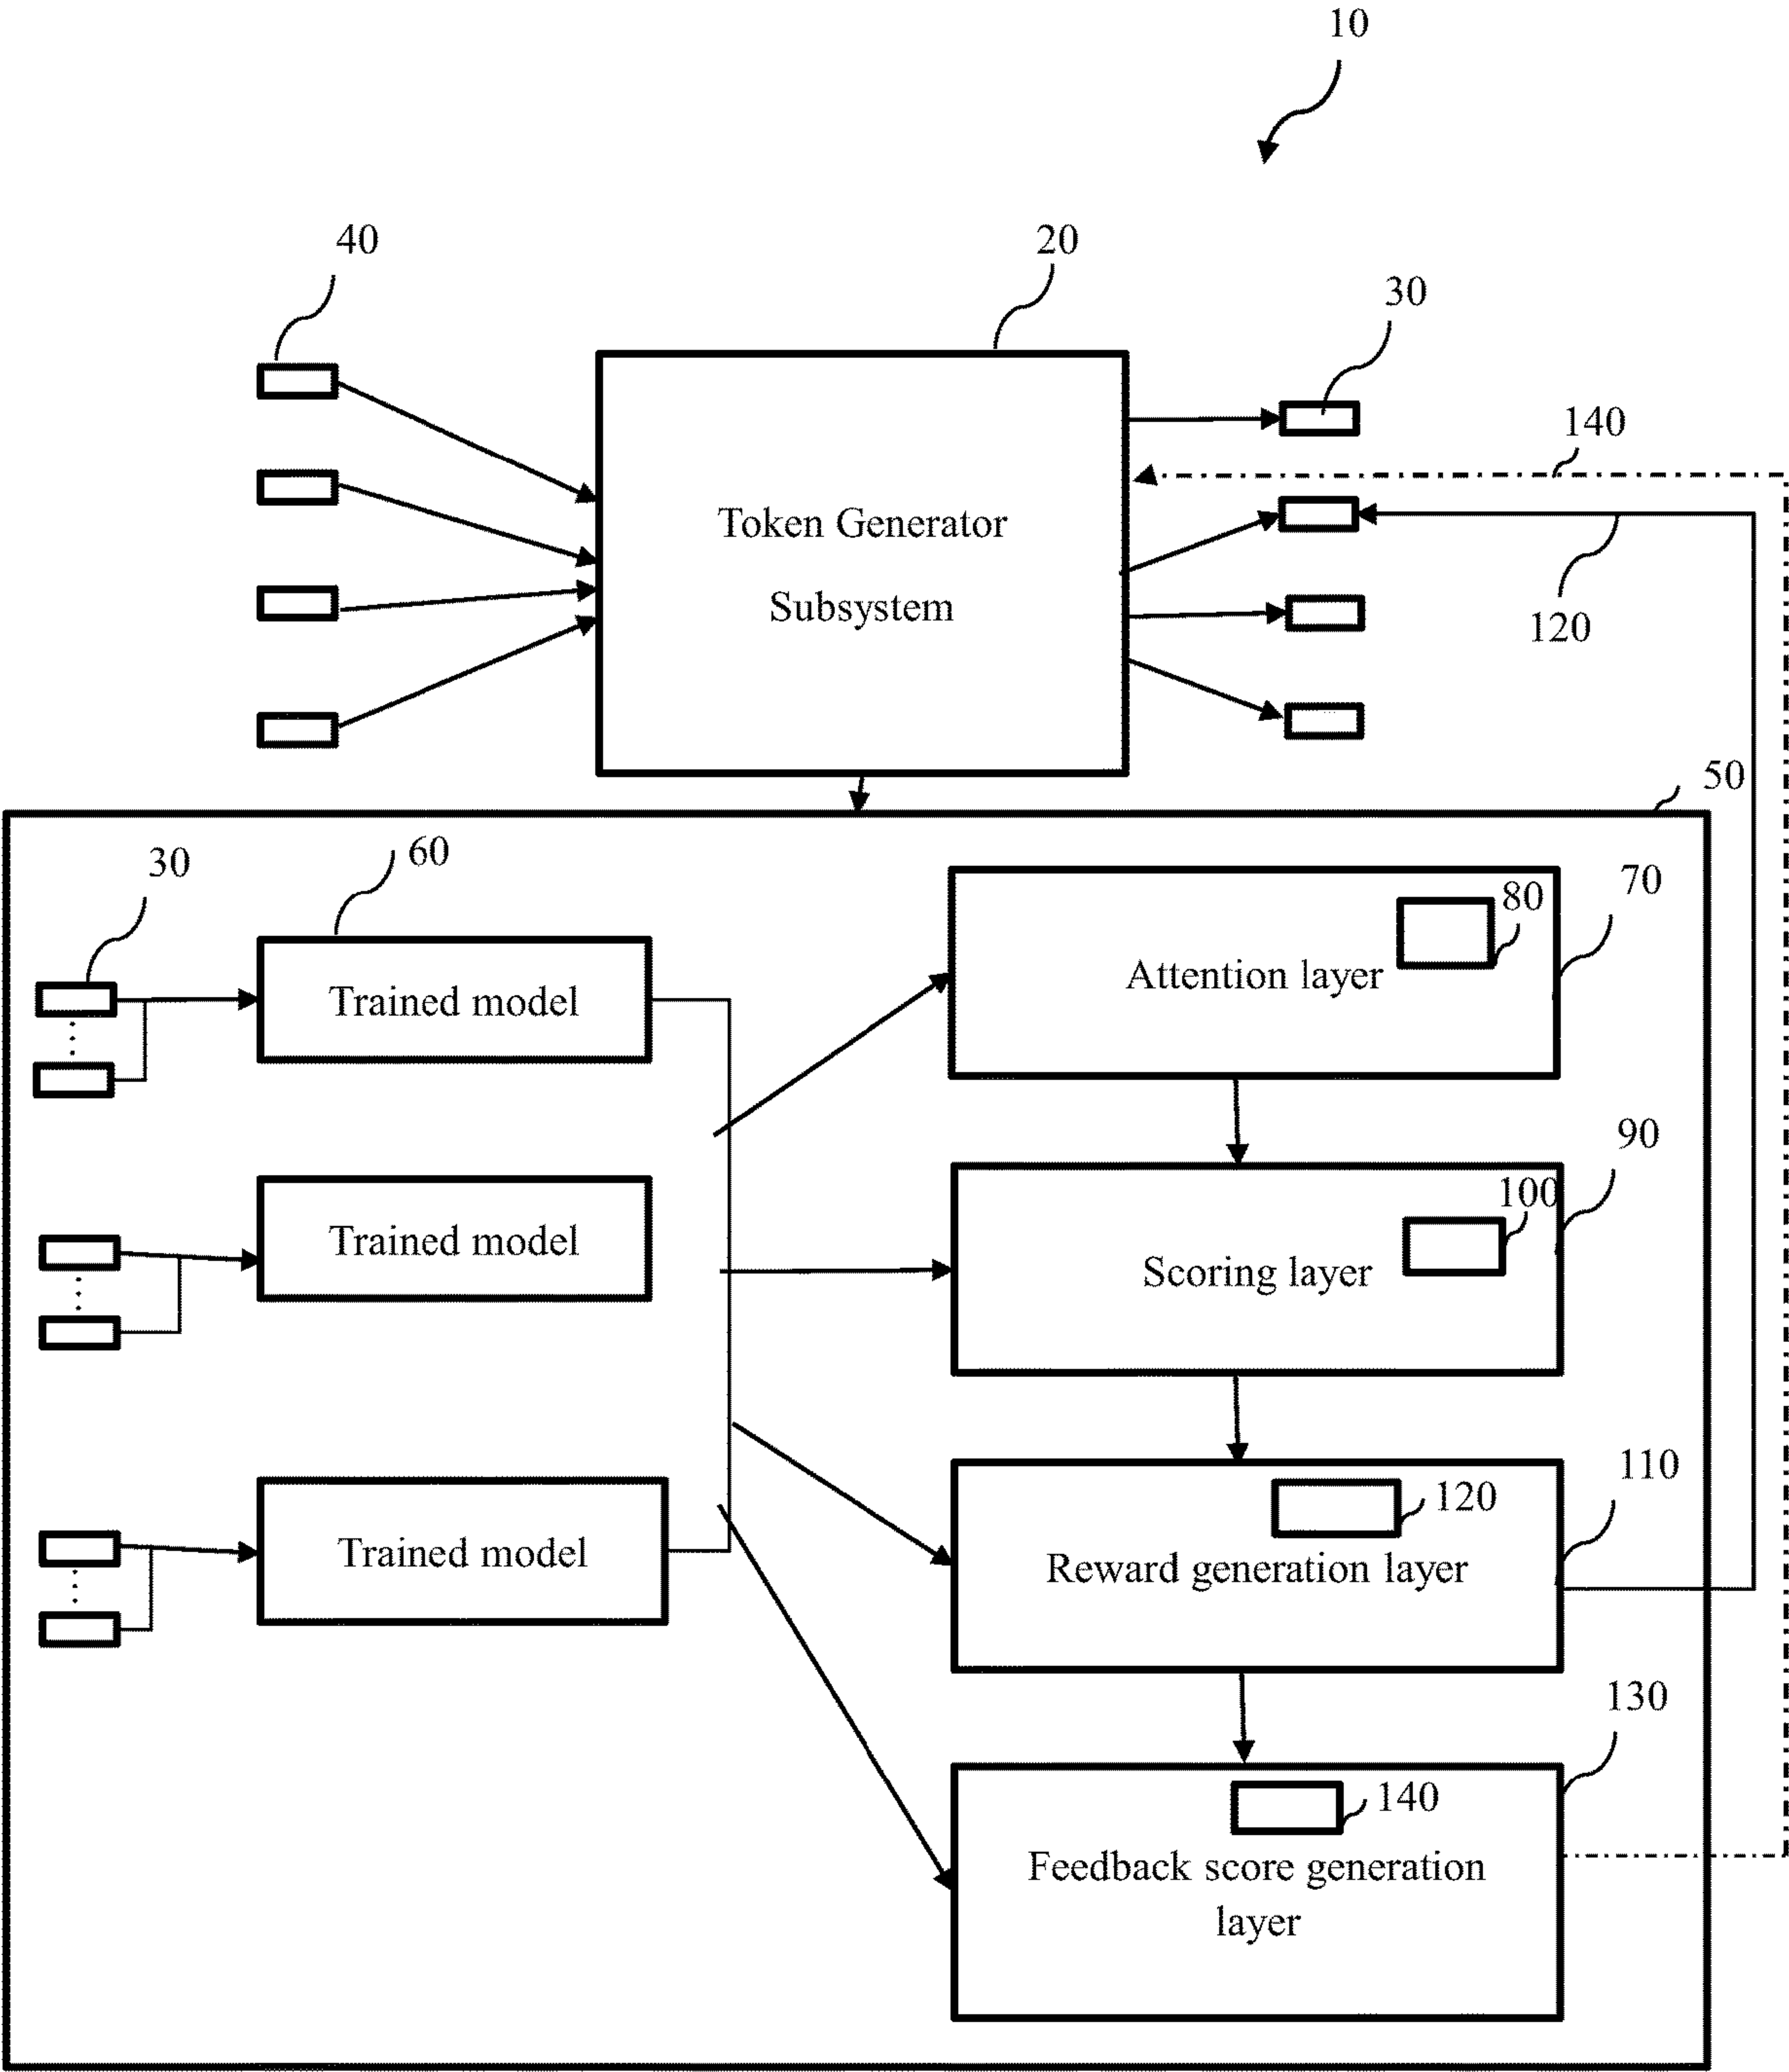 10
40
20
30
140
Token Generator
Subsystem
120
50
30
60
70
80
Trained model
Attention layer
90
100
Trained model
Scoring layer
110
120
Trained model
Reward generation layer
130
140
Feedback score generation
layer